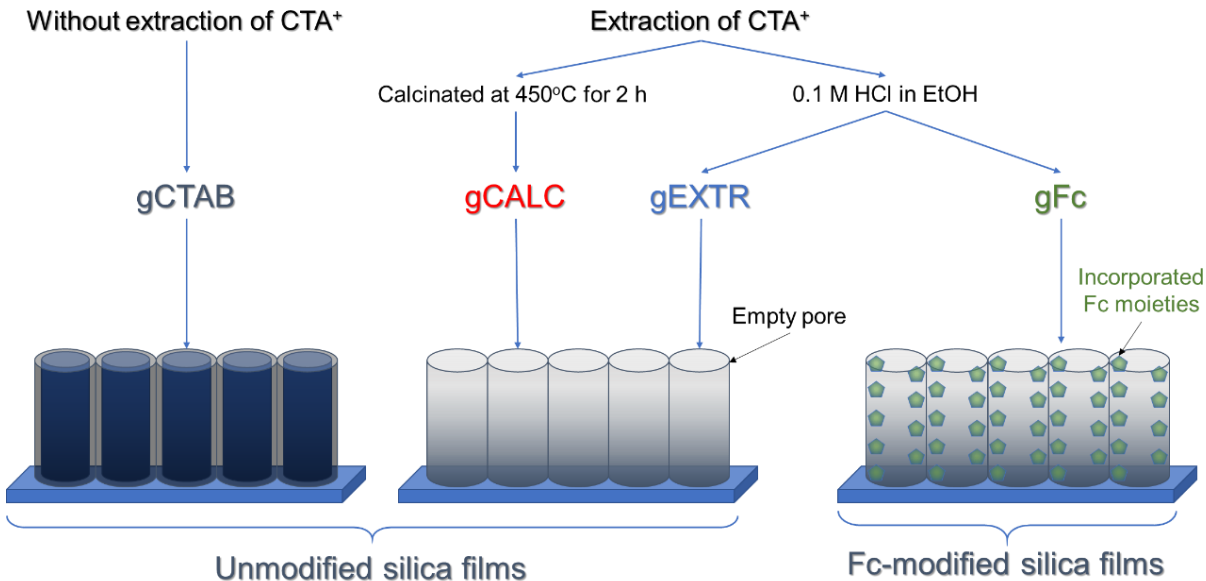 Without extraction of CTA⁺
Extraction of CTA⁺
Calcinated at 450°C for 2 h
0.1 M HCl in EtOH
gCTAB
gCALC
gEXTR
gFc
Incorporated
Fc moieties
Empty pore
Unmodified silica films
Fc-modified silica films